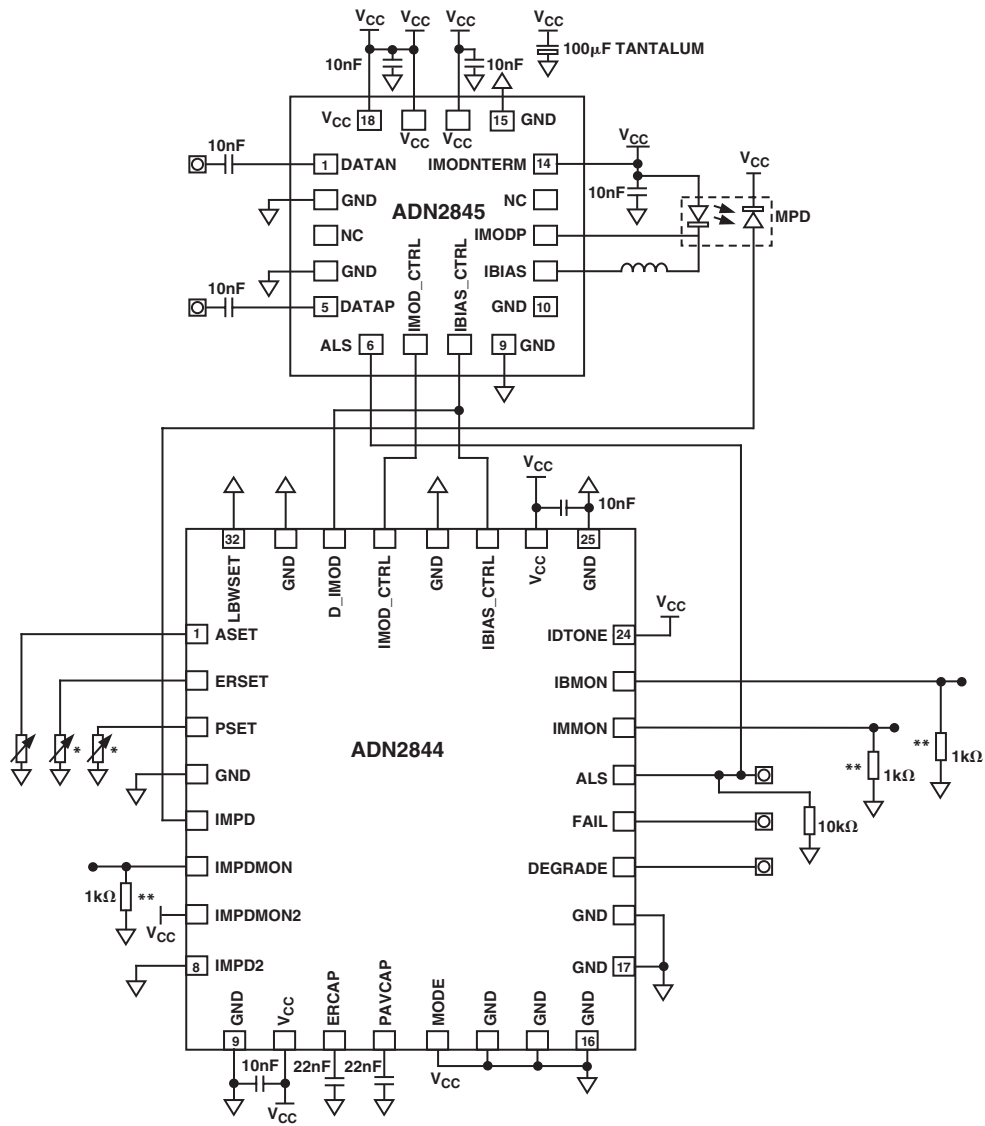 VCC VCC VCC VCC
100µF TANTALUM
10nF 10nF
VCC 18 VCC VCC 15 GND
10nF 1 DATAN IMODNTERM 14 VCC VCC
GND ADN2845 NC 10nF MPD
NC IMODP
GND IBIAS
10nF 5 DATAP IMOD_CTRL IBIAS_CTRL GND 10
ALS 6 9 GND
VCC 10nF
32 25
LBWSET GND D_IMOD IMOD_CTRL GND IBIAS_CTRL VCC GND
VCC
1 ASET IDTONE 24
ERSET IBMON
PSET IMMON
* * ADN2844 ** 1kΩ ** 1kΩ
GND ALS
IMPD FAIL 10kΩ
IMPDMON DEGRADE
1kΩ **
IMPDMON2 GND
VCC
8 IMPD2 GND 17
GND VCC ERCAP PAVCAP MODE GND GND GND
9 16
10nF 22nF 22nF VCC
VCC